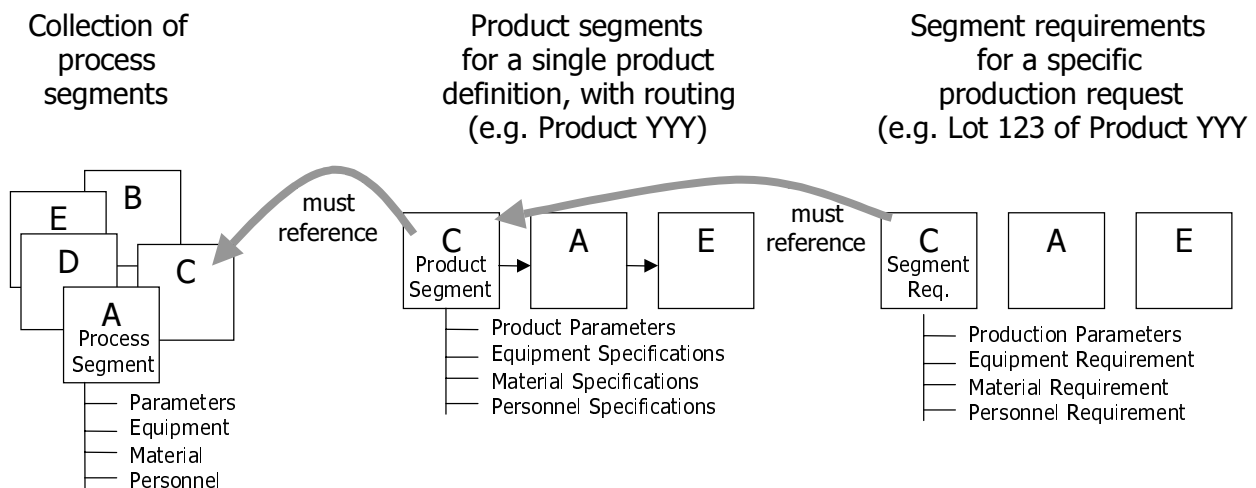 Collection of
process
segments
Product segments
for a single product
definition, with routing
(e.g. Product YYY)
Segment requirements
for a specific
production request
(e.g. Lot 123 of Product YYY
B
E
D
C
A
Process
Segment
Parameters
Equipment
Material
Personnel
must
reference
C
Product
Segment
A
E
Product Parameters
Equipment Specifications
Material Specifications
Personnel Specifications
must
reference
C
Segment
Req.
A
E
Production Parameters
Equipment Requirement
Material Requirement
Personnel Requirement